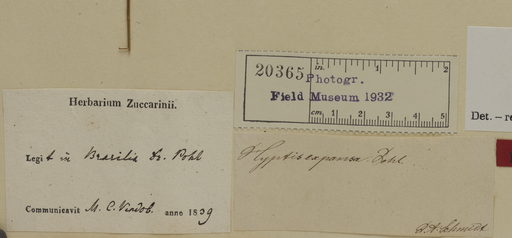 Herbarium Zuccarinii.
Legit in Brasilia Dr. Pohl
Communicavit M. C. Vindob. anno 1839
20365
in. 1 2
Photogr.
Field Museum 1932
cm. 1 2 3 4 5
Hyptis expansa Pohl.
Schmidt
Det. – re